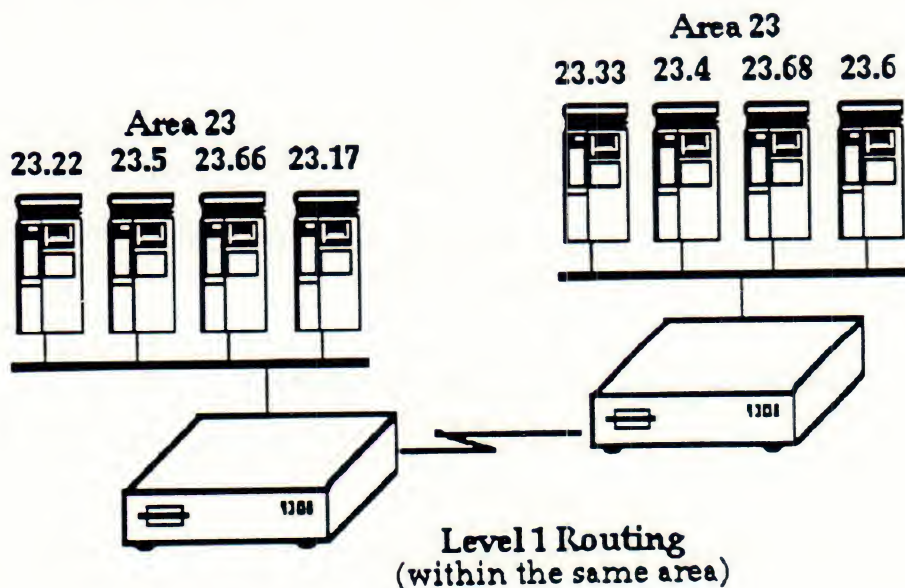 Area 23
23.33 23.4 23.68 23.6
Area 23
23.22 23.5 23.66 23.17
Level 1 Routing
(within the same area)